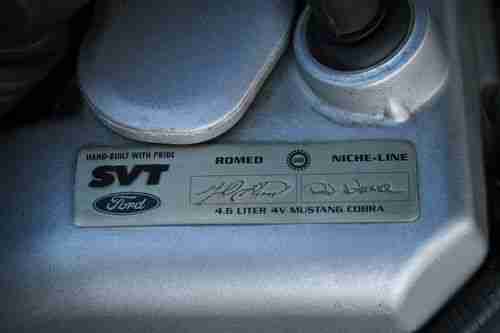 HAND-BUILT WITH PRIDE ROMEO NICHE-LINE
SVT
Ford
4.6 LITER 4V MUSTANG COBRA